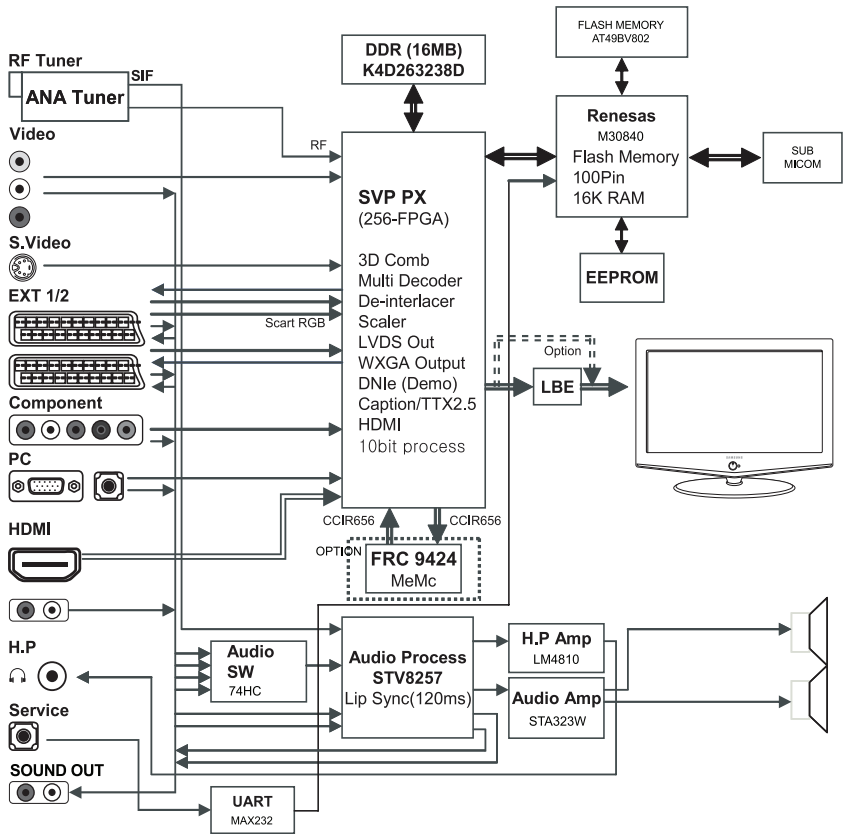 FLASH MEMORY
AT49BV802
DDR (16MB)
K4D263238D
RF Tuner
SIF
ANA Tuner
Video
RF
Renesas
M30840
Flash Memory
100Pin
16K RAM
SUB
MICOM
SVP PX
(256-FPGA)
3D Comb
Multi Decoder
De-interlacer
Scaler
LVDS Out
WXGA Output
DNIe (Demo)
Caption/TTX2.5
HDMI
10bit process
S.Video
EXT 1/2
Scart RGB
EEPROM
Option
LBE
SAMSUNG
Component
PC
HDMI
CCIR656
CCIR656
OPTION
FRC 9424
MeMc
H.P
Audio
SW
74HC
Audio Process
STV8257
Lip Sync(120ms)
H.P Amp
LM4810
Audio Amp
STA323W
Service
SOUND OUT
UART
MAX232